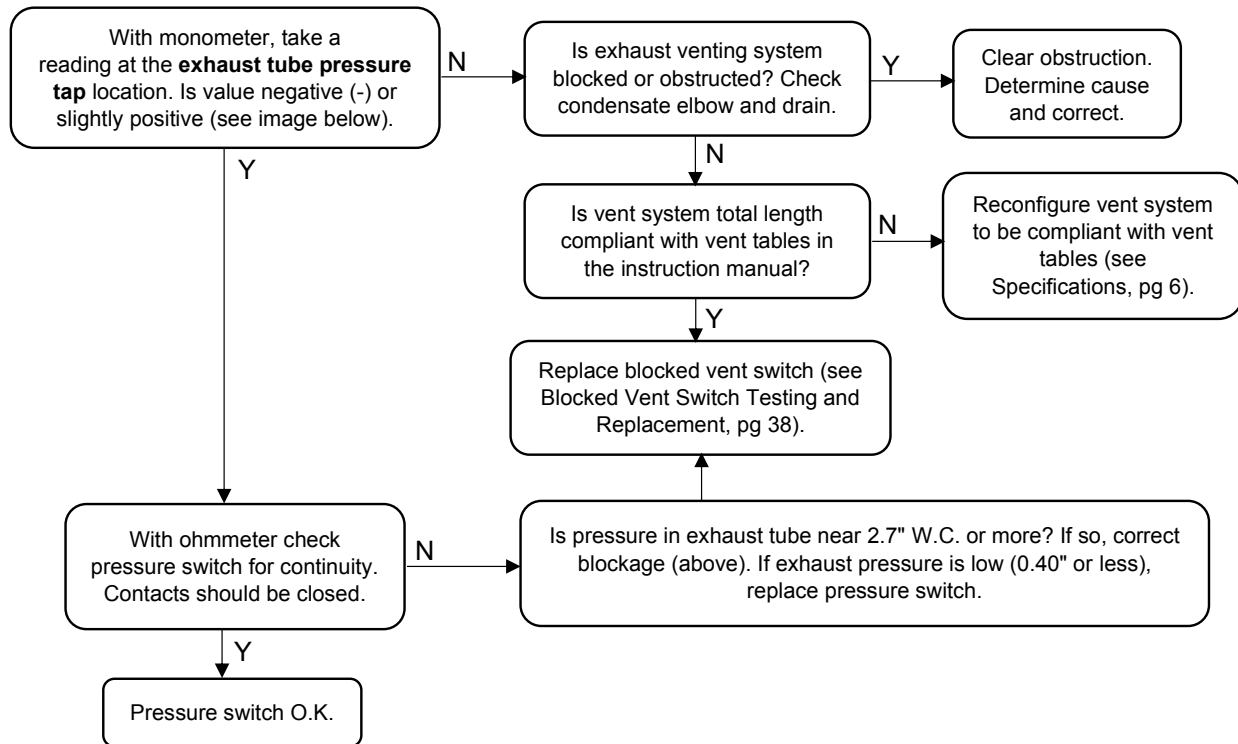 With monometer, take a
reading at the exhaust tube pressure
tap location. Is value negative (-) or
slightly positive (see image below).
N
Is exhaust venting system
blocked or obstructed? Check
condensate elbow and drain.
Y
Clear obstruction.
Determine cause
and correct.
Y
N
Is vent system total length
compliant with vent tables in
the instruction manual?
N
Reconfigure vent system
to be compliant with vent
tables (see
Specifications, pg 6).
Y
Replace blocked vent switch (see
Blocked Vent Switch Testing and
Replacement, pg 38).
With ohmmeter check
pressure switch for continuity.
Contacts should be closed.
N
Is pressure in exhaust tube near 2.7" W.C. or more? If so, correct
blockage (above). If exhaust pressure is low (0.40" or less),
replace pressure switch.
Y
Pressure switch O.K.